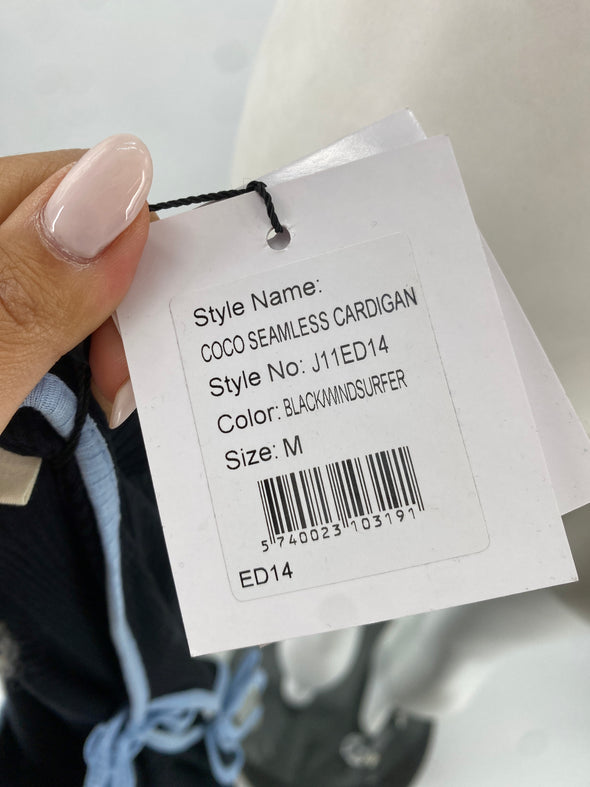 Style Name:
COCO SEAMLESS CARDIGAN
Style No: J11ED14
Color: BLACK/WINDSURFER
Size: M
5 740023 103191
ED14